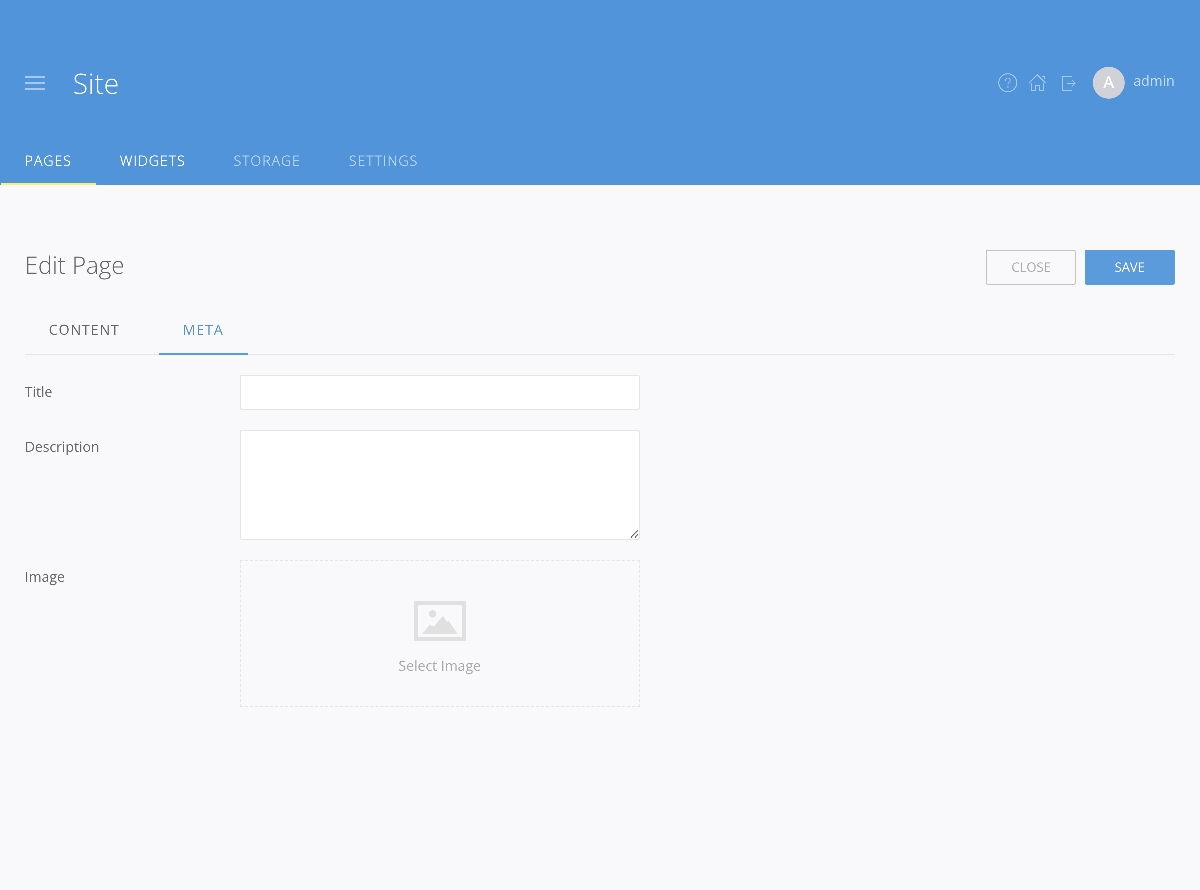 Site
A
admin
PAGES WIDGETS STORAGE SETTINGS
Edit Page
CLOSE SAVE
CONTENT META
Title
Description
Image
Select Image